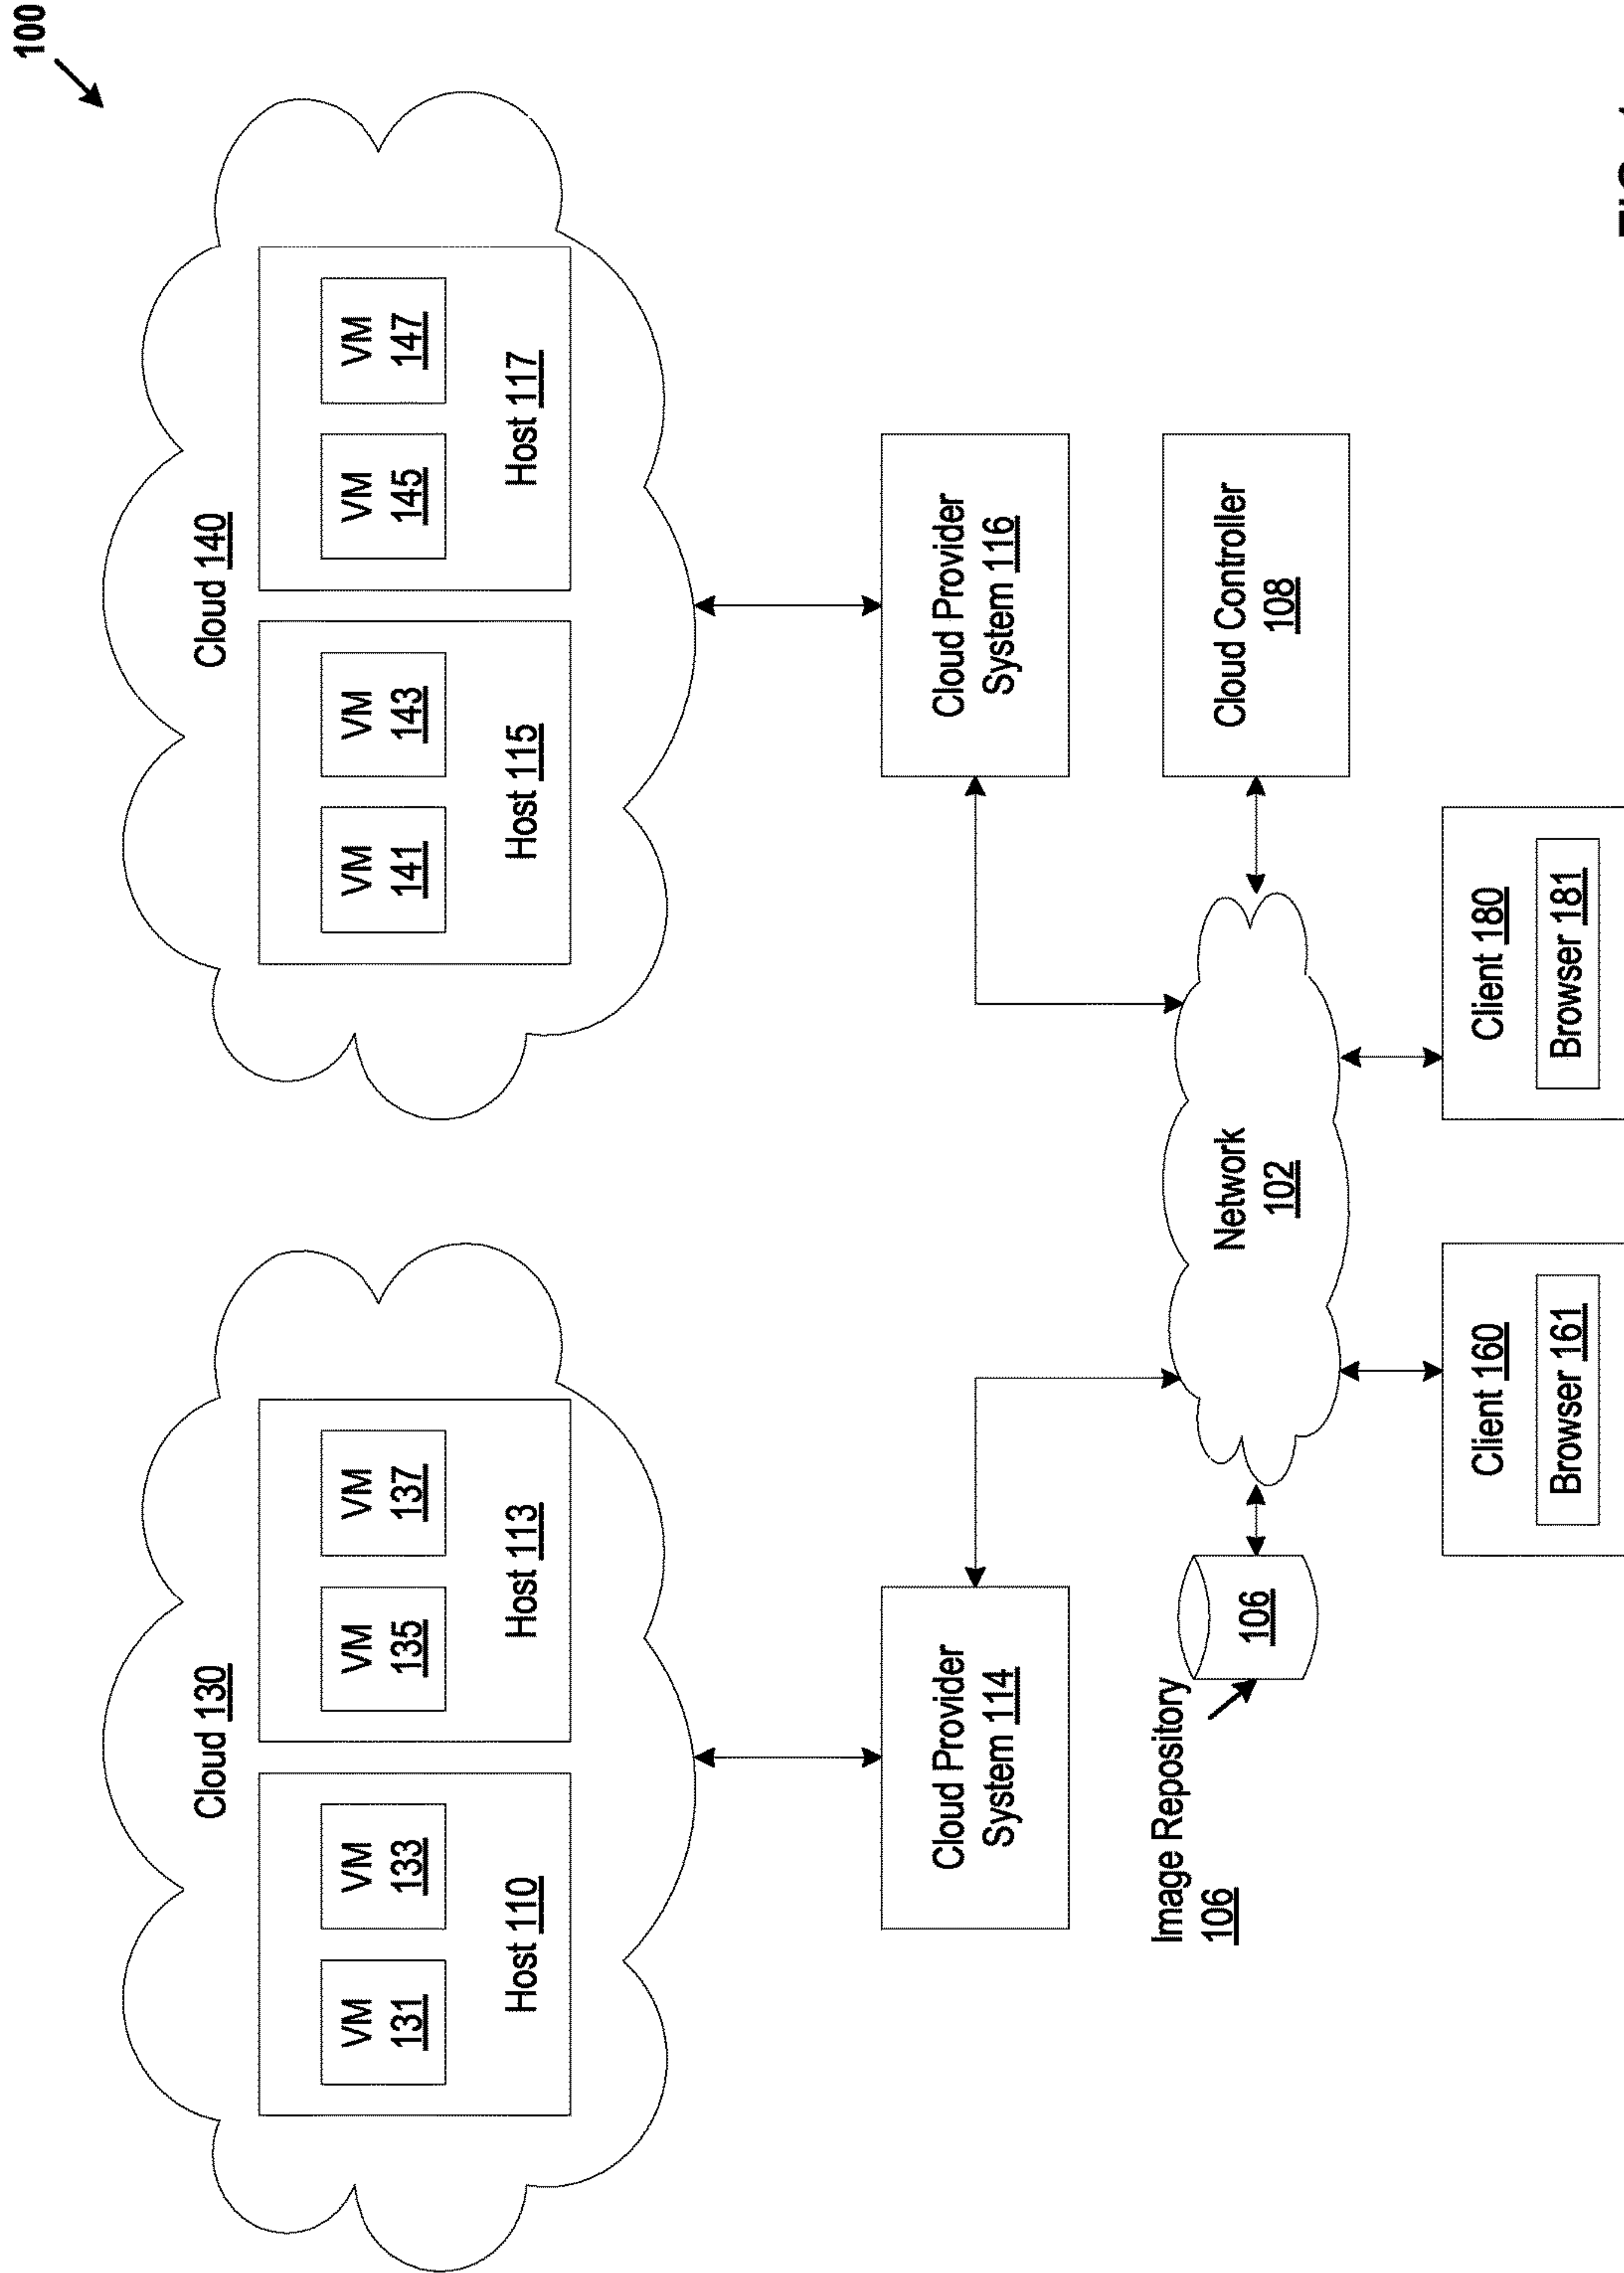 100
Cloud 130
VM
131
VM
133
Host 110
VM
135
VM
137
Host 113
Cloud 140
VM
141
VM
143
Host 115
VM
145
VM
147
Host 117
Cloud Provider
System 114
Cloud Provider
System 116
Image Repository
106
106
Network
102
Cloud Controller
108
Client 160
Browser 161
Client 180
Browser 181